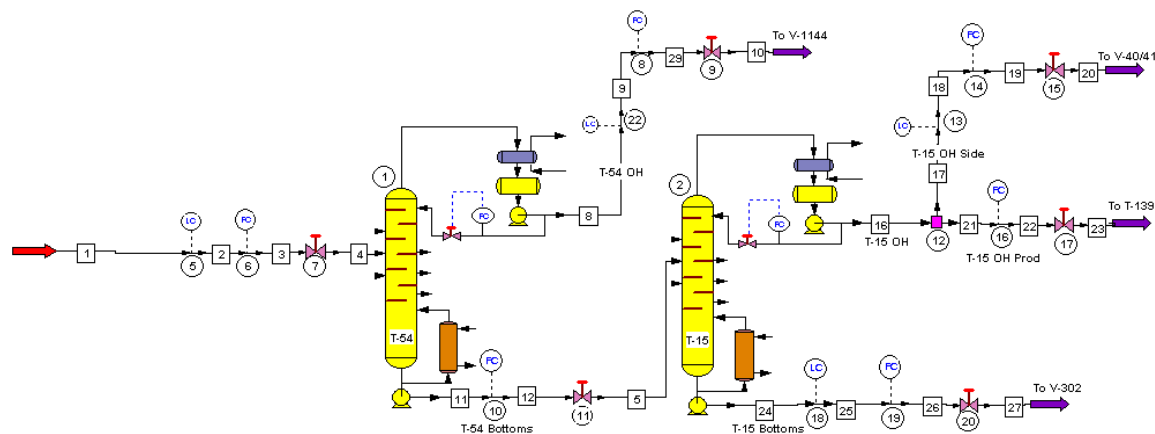 To V-1144
FC
8
29
9
10
9
LC
22
T-54 OH
8
1
FC
T-54
1
LC
5
2
FC
6
3
7
4
11
FC
10
12
11
5
T-54 Bottoms
To V-40/41
FC
18
14
19
15
20
LC
13
T-15 OH Side
17
2
FC
T-15
16
T-15 OH
12
21
FC
16
22
17
23
To T-139
T-15 OH Prod
To V-302
LC
FC
24
18
25
19
26
20
27
T-15 Bottoms